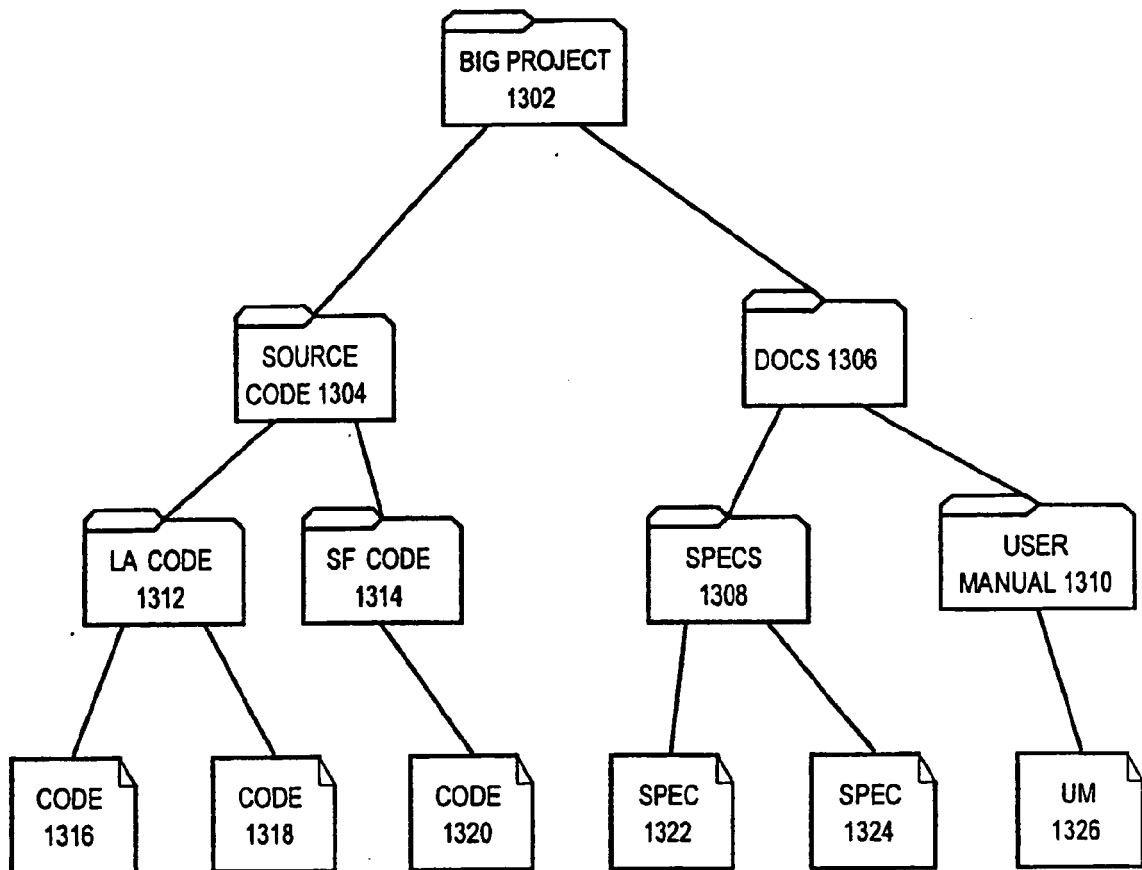 BIG PROJECT
1302
SOURCE
CODE 1304
DOCS 1306
LA CODE
1312
SF CODE
1314
SPECS
1308
USER
MANUAL 1310
CODE
1316
CODE
1318
CODE
1320
SPEC
1322
SPEC
1324
UM
1326